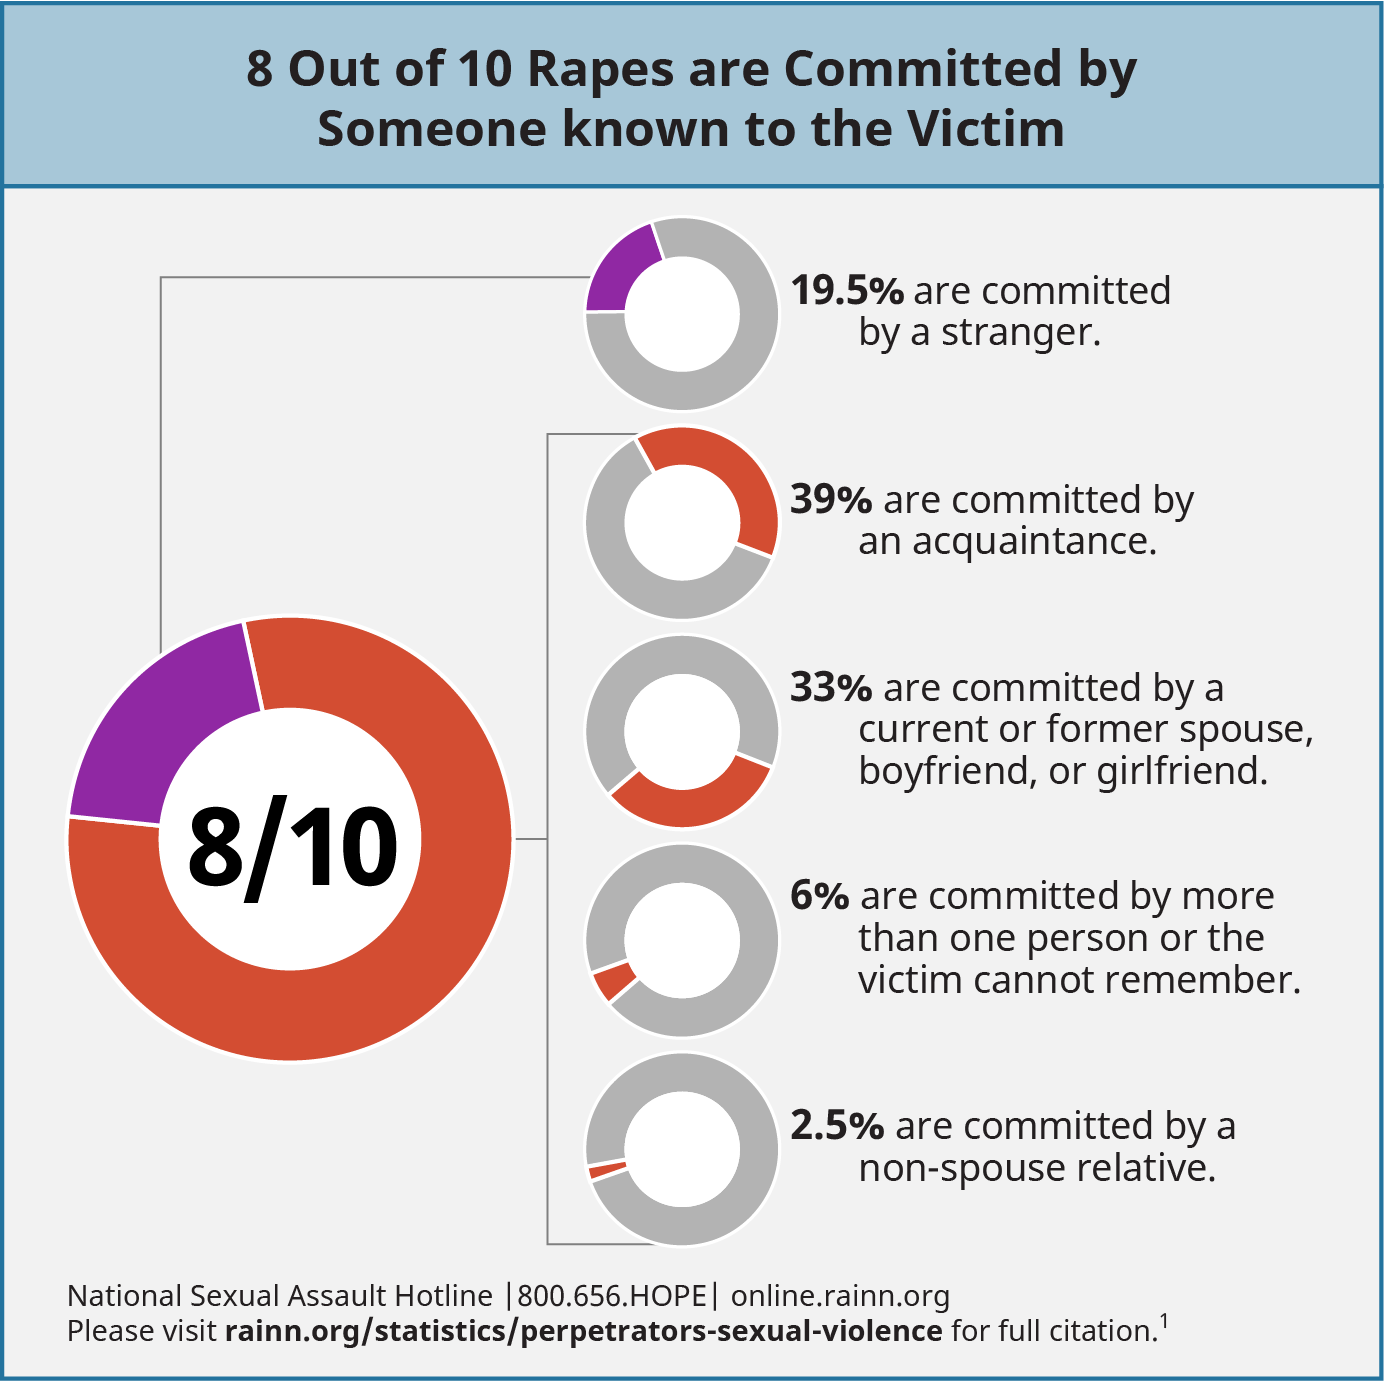 8 Out of 10 Rapes are Committed by
Someone known to the Victim
19.5% are committed
by a stranger.
39% are committed by
an acquaintance.
33% are committed by a
current or former spouse,
boyfriend, or girlfriend.
8/10
6% are committed by more
than one person or the
victim cannot remember.
2.5% are committed by a
non-spouse relative.
National Sexual Assault Hotline |800.656.HOPE| online.rainn.org
Please visit rainn.org/statistics/perpetrators-sexual-violence for full citation.1